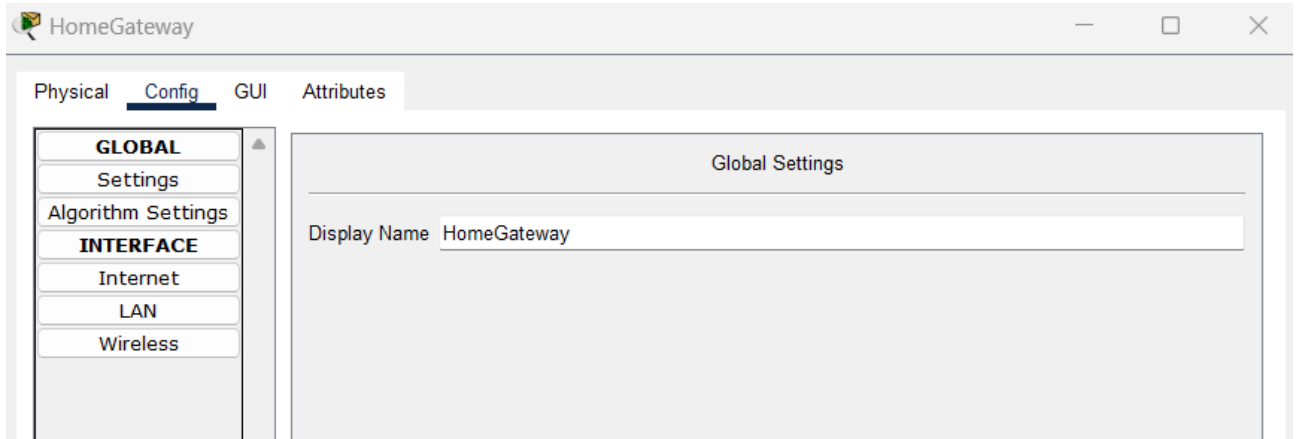 HomeGateway
Physical Config GUI Attributes
GLOBAL
Settings
Algorithm Settings
INTERFACE
Internet
LAN
Wireless
Global Settings
Display Name HomeGateway